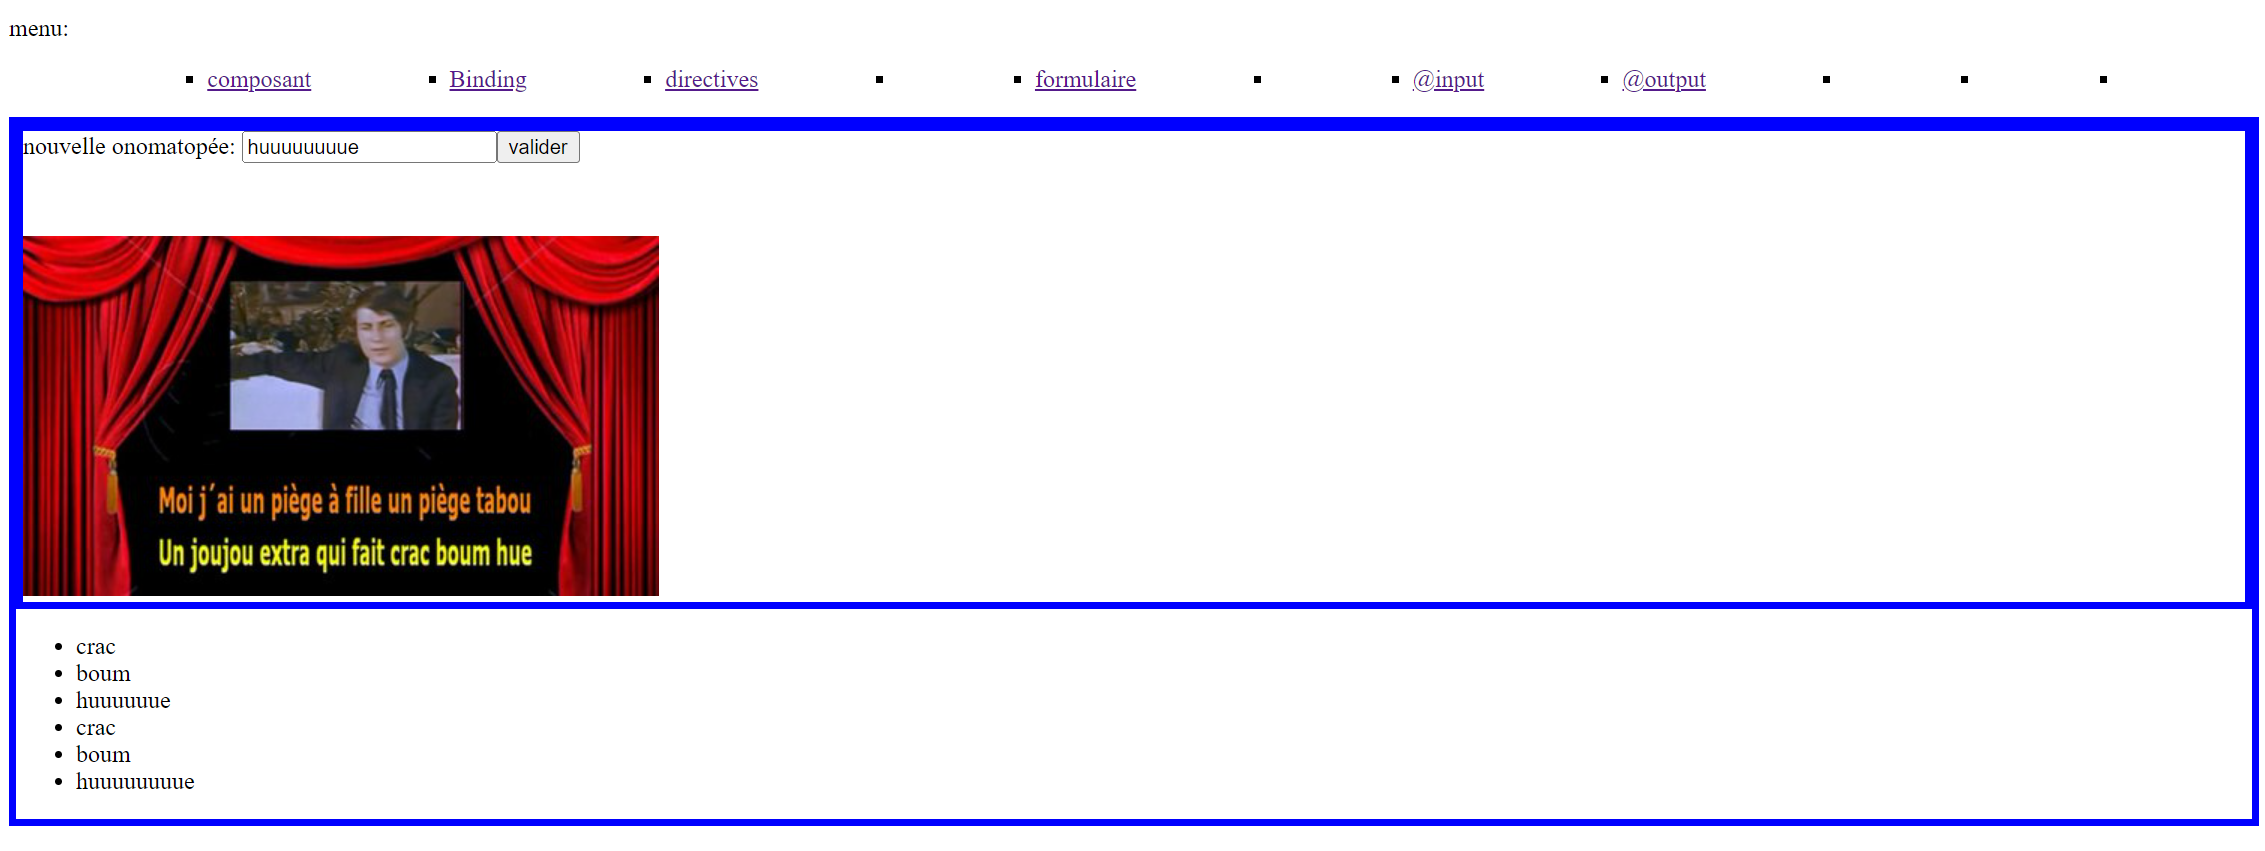 menu:
composant Binding directives formulaire @input @output
nouvelle onomatopée: huuuuuuuue valider
Moi j´ai un piège à fille un piège tabou
Un joujou extra qui fait crac boum hue
crac
boum
huuuuuue
crac
boum
huuuuuuuue